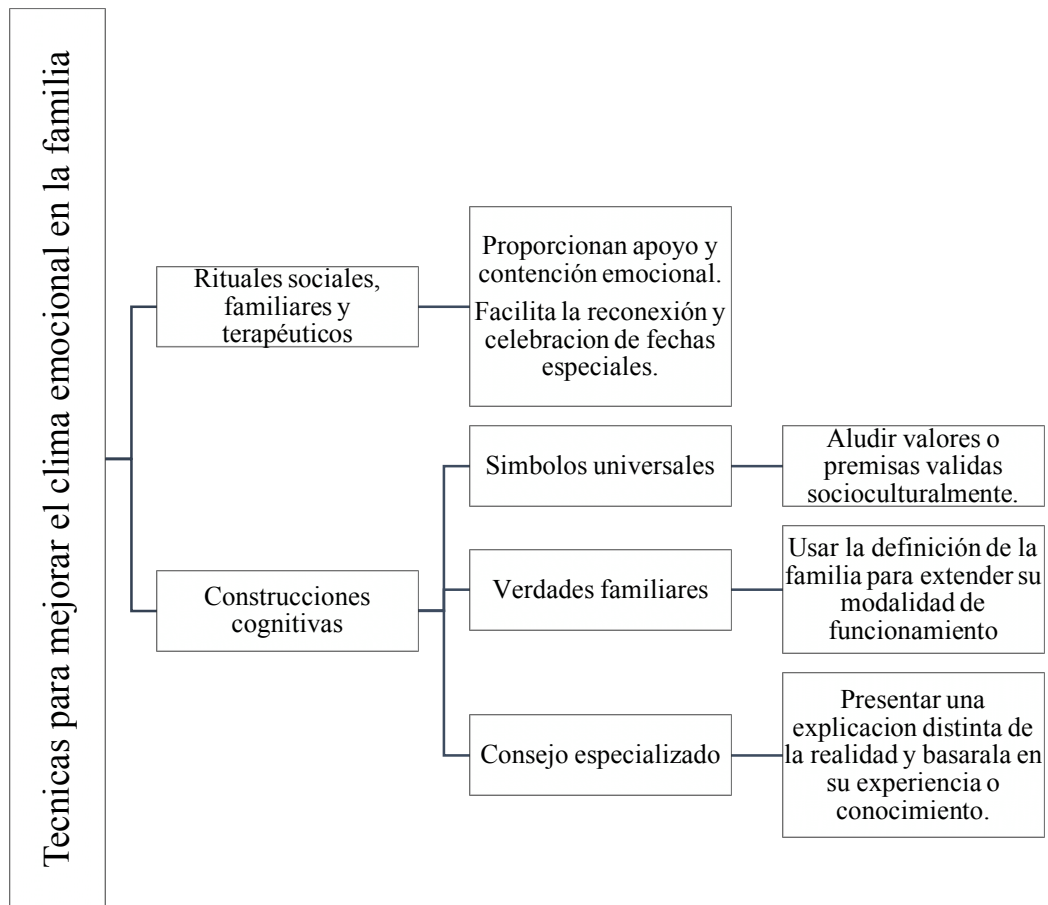 Tecnicas para mejorar el clima emocional en la familia
Rituales sociales,
familiares y
terapéuticos
Proporcionan apoyo y
contención emocional.
Facilita la reconexión y
celebracion de fechas
especiales.
Construcciones
cognitivas
Simbolos universales
Aludir valores o
premisas validas
socioculturalmente.
Verdades familiares
Usar la definición de la
familia para extender su
modalidad de
funcionamiento
Consejo especializado
Presentar una
explicacion distinta de
la realidad y basarala en
su experiencia o
conocimiento.